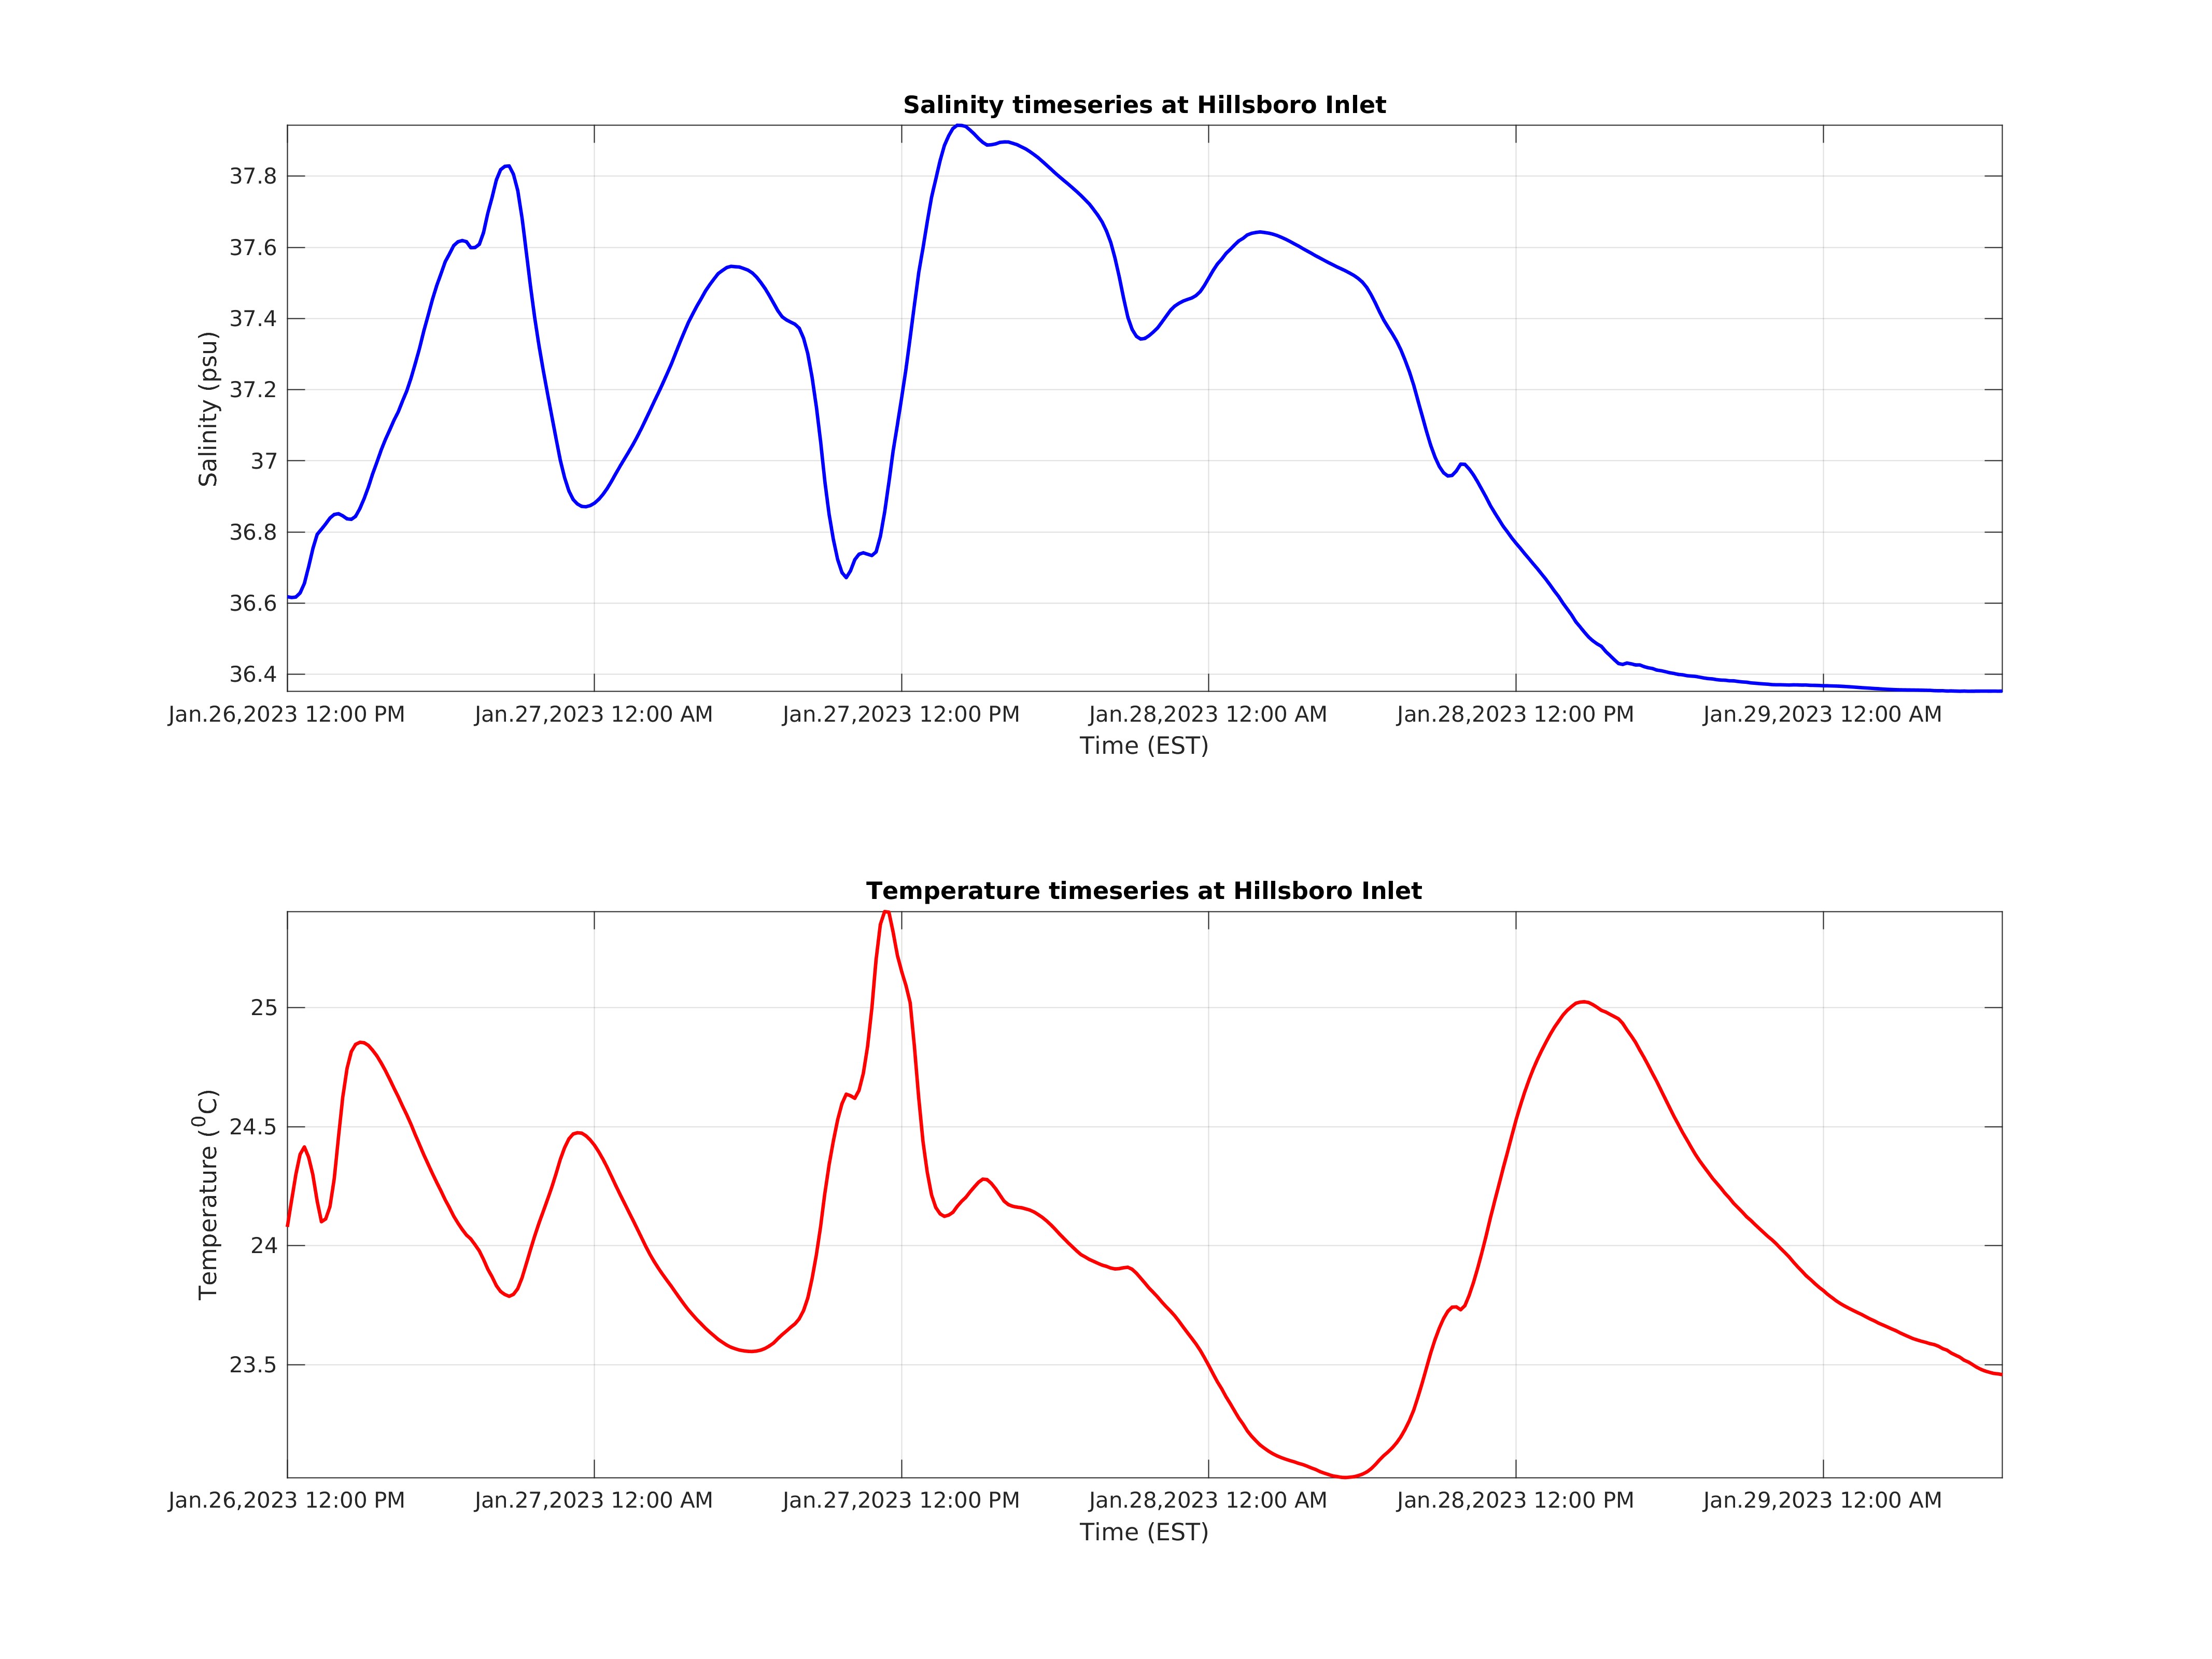 Salinity timeseries at Hillsboro Inlet
37.8
37.6
37.4
37.2
37
36.8
36.6
36.4
Salinity (psu)
Jan.26,2023 12:00 PM Jan.27,2023 12:00 AM Jan.27,2023 12:00 PM Jan.28,2023 12:00 AM Jan.28,2023 12:00 PM Jan.29,2023 12:00 AM
Time (EST)
Temperature timeseries at Hillsboro Inlet
25
24.5
24
23.5
Temperature (⁰C)
Jan.26,2023 12:00 PM Jan.27,2023 12:00 AM Jan.27,2023 12:00 PM Jan.28,2023 12:00 AM Jan.28,2023 12:00 PM Jan.29,2023 12:00 AM
Time (EST)